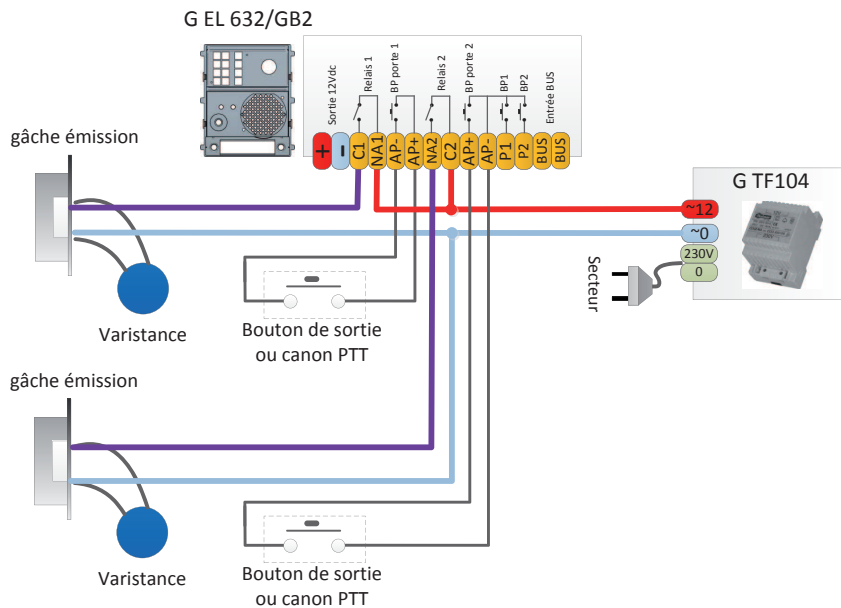 G EL 632/GB2
Sortie 12Vdc
Relais 1
BP porte 1
Relais 2
BP porte 2
BP1
BP2
Entrée BUS
+
-
C1
NA1
AP-
AP+
NA2
C2
AP+
AP-
P1
P2
BUS
BUS
gâche émission
G TF104
~12
~0
230V
0
Secteur
Varistance
Bouton de sortie
ou canon PTT
gâche émission
Varistance
Bouton de sortie
ou canon PTT